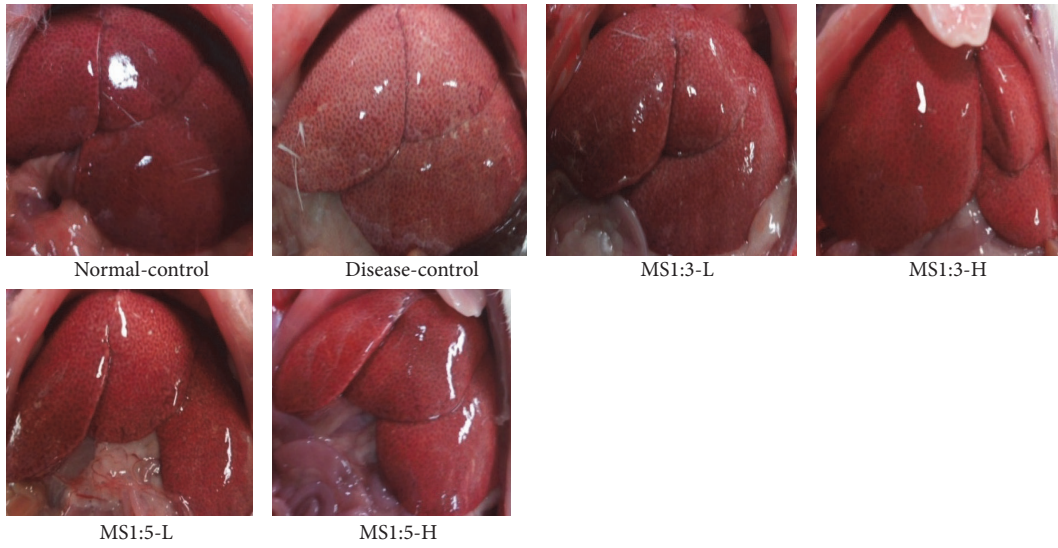 Normal-control
Disease-control
MS1:3-L
MS1:3-H
MS1:5-L
MS1:5-H